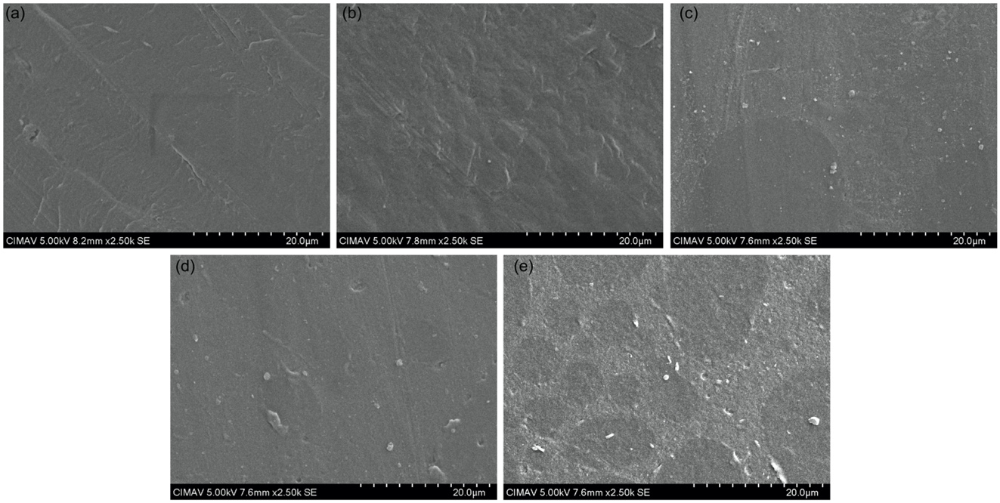 (a)
CIMAV 5.00kV 8.2mm x2.50k SE 20.0µm
(b)
CIMAV 5.00kV 7.8mm x2.50k SE 20.0µm
(c)
CIMAV 5.00kV 7.6mm x2.50k SE 20.0µm
(d)
CIMAV 5.00kV 7.6mm x2.50k SE 20.0µm
(e)
CIMAV 5.00kV 7.6mm x2.50k SE 20.0µm